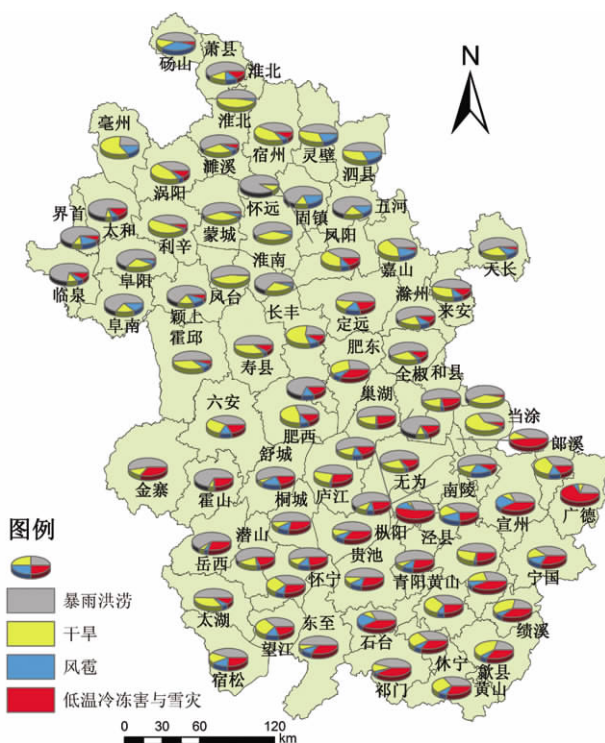 萧县
N
砀山
淮北
亳州
淮北
濉溪
宿州
灵璧
泗县
涡阳
怀远
固镇
五河
界首
太和
利辛
蒙城
淮南
凤阳
嘉山
天长
临泉
阜阳
凤台
长丰
滁州
来安
阜南
颍上
霍邱
寿县
定远
肥东
全椒
和县
六安
巢湖
当涂
肥西
郎溪
舒城
金寨
霍山
桐城
庐江
无为
南陵
宣州
广德
图例
潜山
枞阳
泾县
岳西
贵池
怀宁
青阳
黄山
宁国
暴雨洪涝
干旱
太湖
望江
东至
石台
绩溪
风雹
休宁
歙县
低温冷冻害与雪灾
宿松
祁门
黄山
0 30 60 120
km